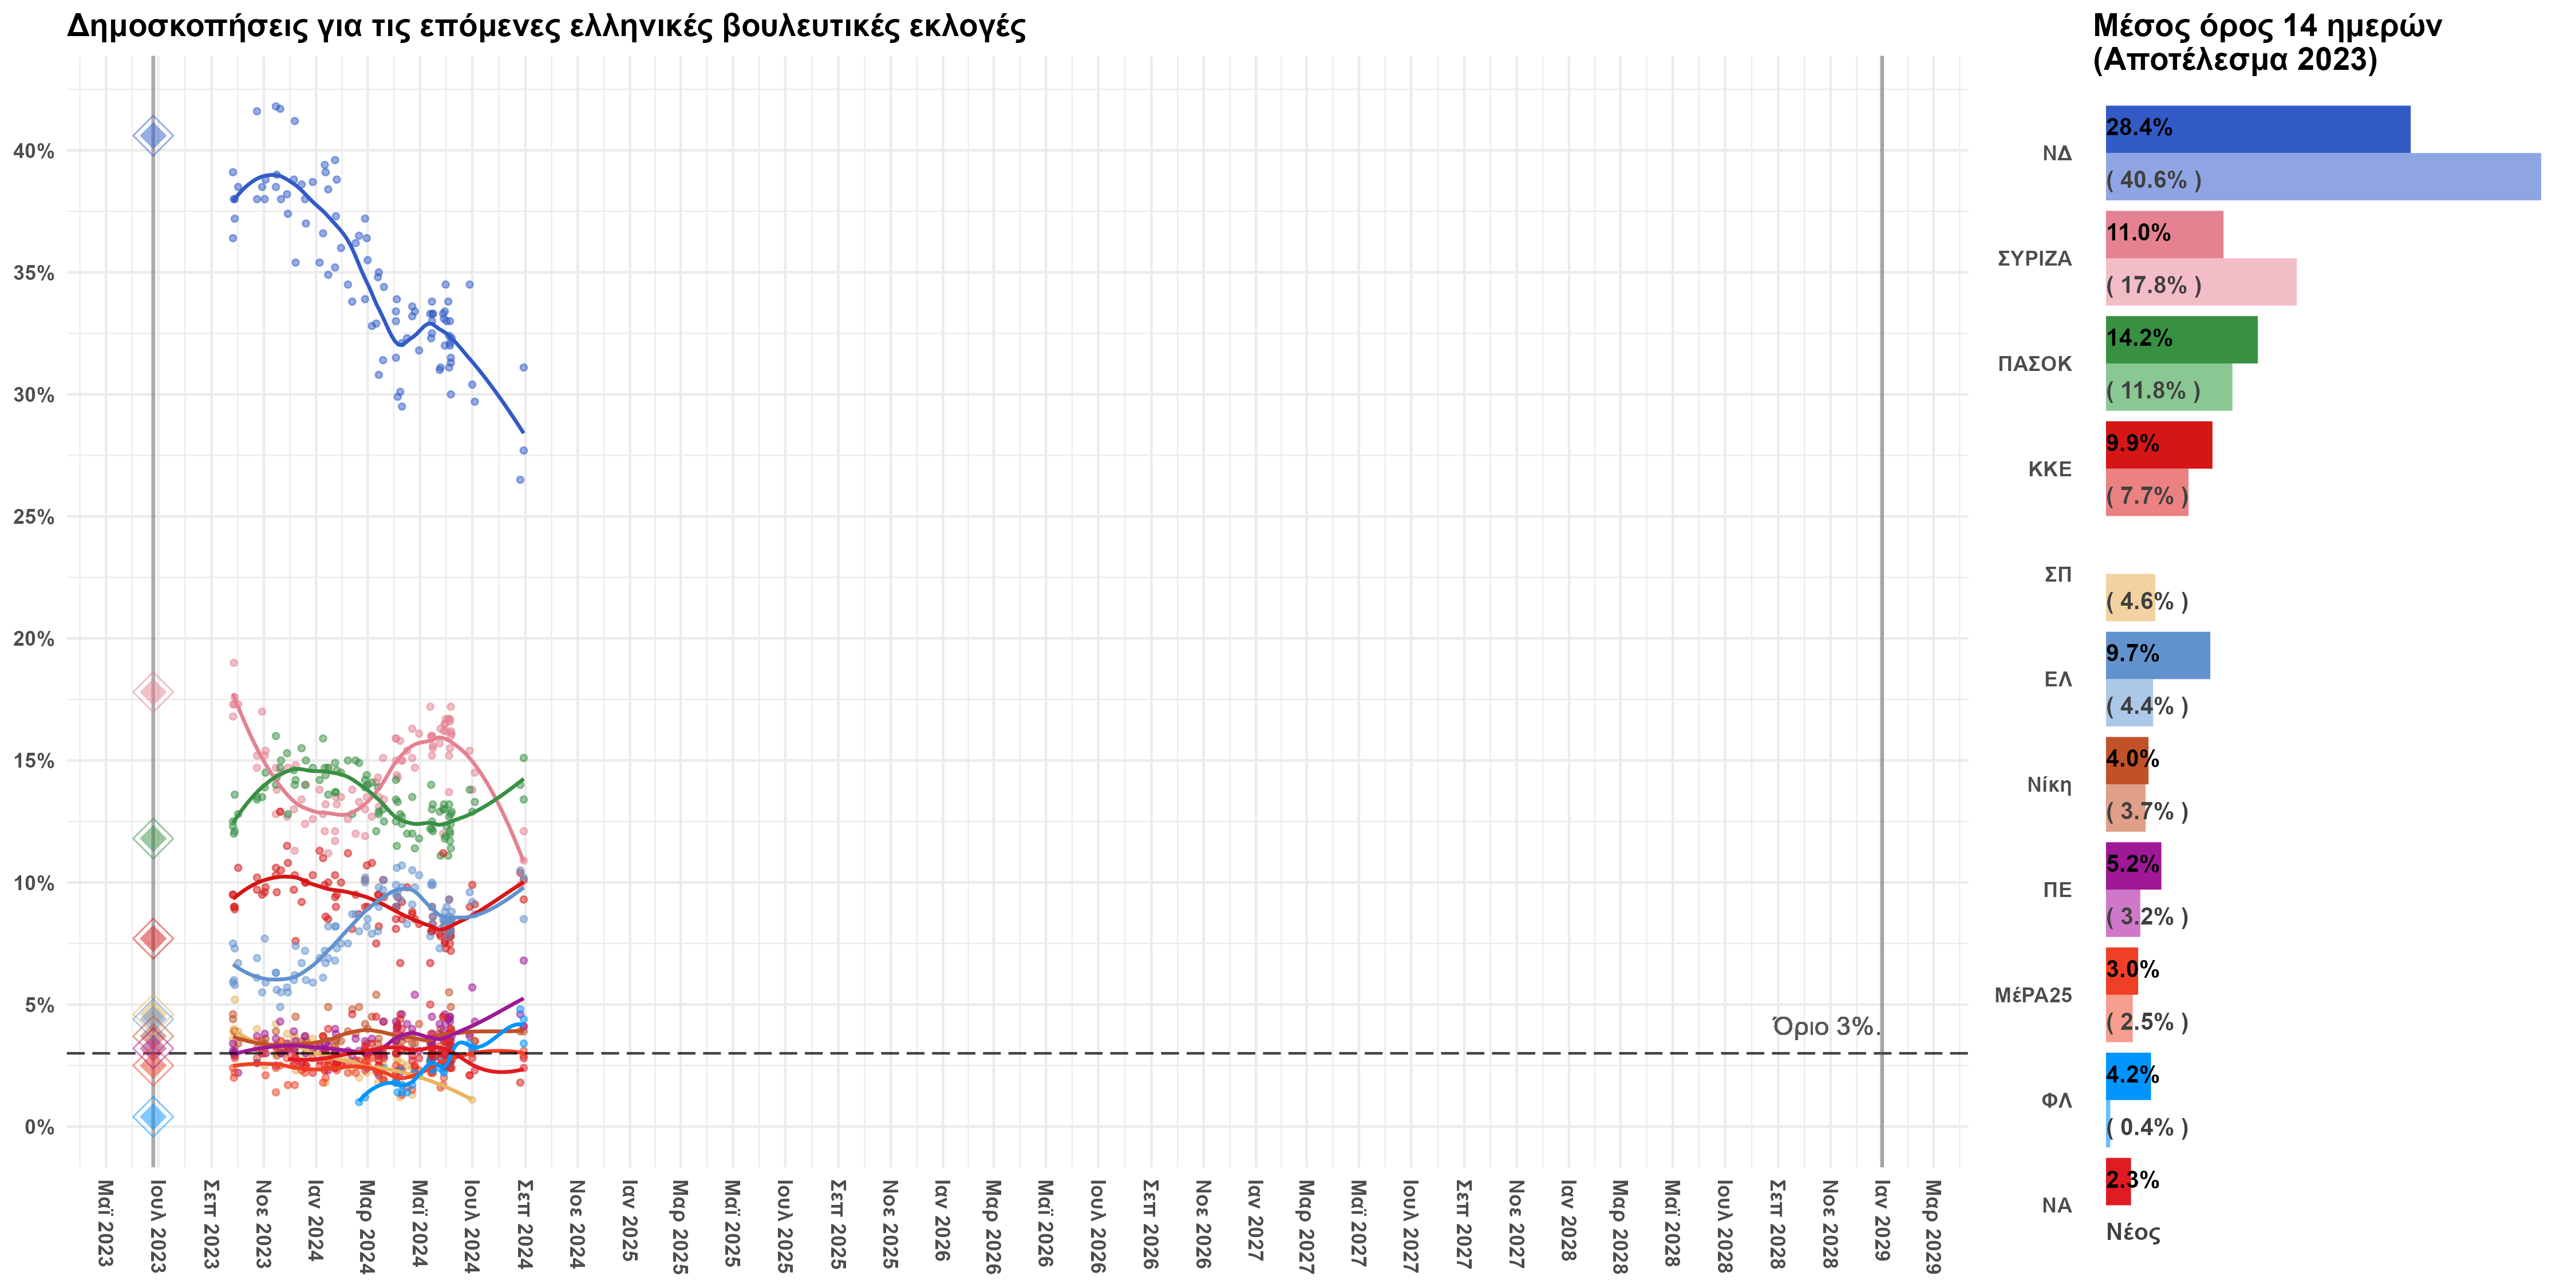 Δημοσκοπήσεις για τις επόμενες ελληνικές βουλευτικές εκλογές
40%
35%
30%
25%
20%
15%
10%
5%
0%
Όριο 3%.
Μαϊ 2023
Ιουλ 2023
Σεπ 2023
Νοε 2023
Ιαν 2024
Μαρ 2024
Μαϊ 2024
Ιουλ 2024
Σεπ 2024
Νοε 2024
Ιαν 2025
Μαρ 2025
Μαϊ 2025
Ιουλ 2025
Σεπ 2025
Νοε 2025
Ιαν 2026
Μαρ 2026
Μαϊ 2026
Ιουλ 2026
Σεπ 2026
Νοε 2026
Ιαν 2027
Μαρ 2027
Μαϊ 2027
Ιουλ 2027
Σεπ 2027
Νοε 2027
Ιαν 2028
Μαρ 2028
Μαϊ 2028
Ιουλ 2028
Σεπ 2028
Νοε 2028
Ιαν 2029
Μαρ 2029
Μέσος όρος 14 ημερών
(Αποτέλεσμα 2023)
ΝΔ
28.4%
( 40.6% )
ΣΥΡΙΖΑ
11.0%
( 17.8% )
ΠΑΣΟΚ
14.2%
( 11.8% )
ΚΚΕ
9.9%
( 7.7% )
ΣΠ
( 4.6% )
ΕΛ
9.7%
( 4.4% )
Νίκη
4.0%
( 3.7% )
ΠΕ
5.2%
( 3.2% )
ΜέΡΑ25
3.0%
( 2.5% )
ΦΛ
4.2%
( 0.4% )
ΝΑ
2.3%
Νέος